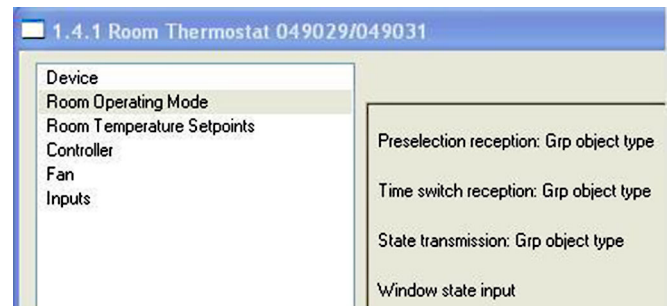 1.4.1 Room Thermostat 049029/049031
Device
Room Operating Mode
Room Temperature Setpoints
Controller
Fan
Inputs
Preselection reception: Grp object type
Time switch reception: Grp object type
State transmission: Grp object type
Window state input